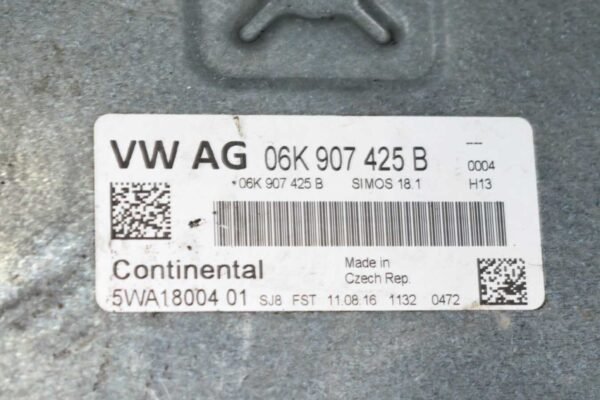 VW AG 06K 907 425 B
0004
*06K 907 425 B SIMOS 18.1 H13
Continental
Made in
Czech Rep.
5WA18004 01 SJ8 FST 11.08.16 1132 0472